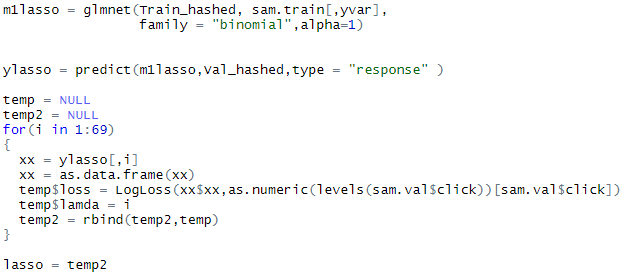 m1lasso = glmnet(Train_hashed, sam.train[,yvar],
family = "binomial",alpha=1)
ylasso = predict(m1lasso,Val_hashed,type = "response" )
temp = NULL
temp2 = NULL
for(i in 1:69)
{
xx = ylasso[,i]
xx = as.data.frame(xx)
temp$loss = LogLoss(xx$xx,as.numeric(levels(sam.val$click))[sam.val$click])
temp$lamda = i
temp2 = rbind(temp2,temp)
}
lasso = temp2